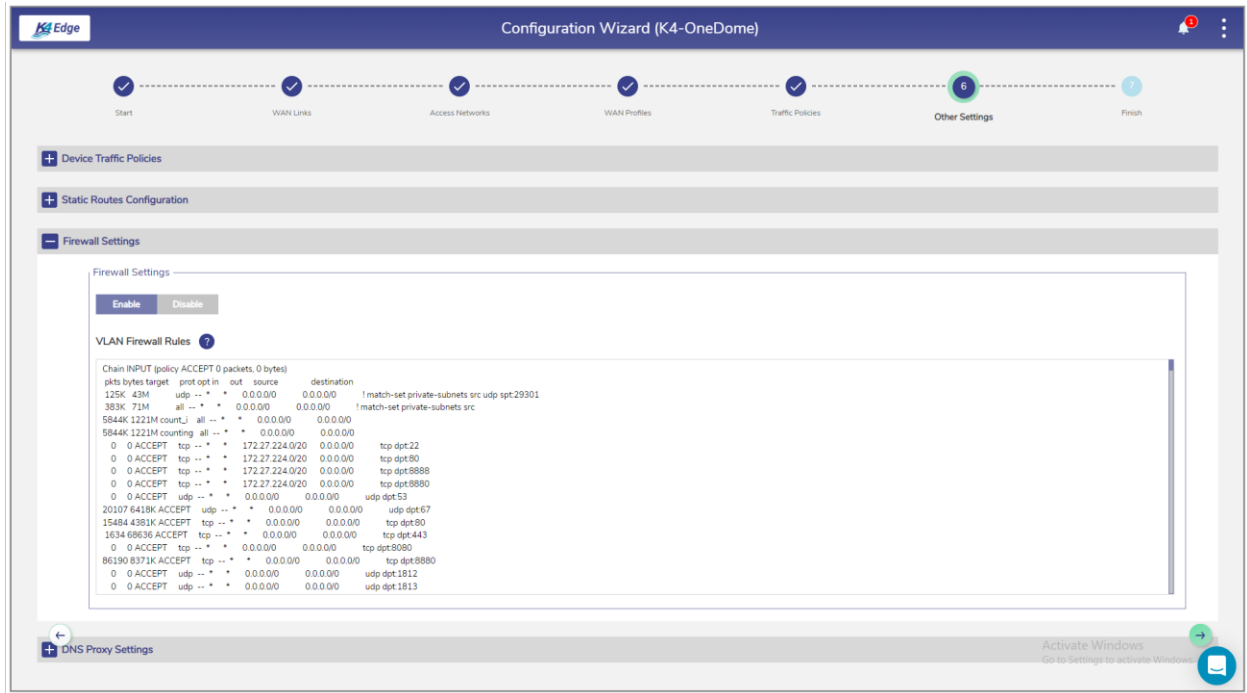 K4 Edge
Configuration Wizard (K4-OneDome)
1
6
7
Start
WAN Links
Access Networks
WAN Profiles
Traffic Policies
Other Settings
Finish
Device Traffic Policies
Static Routes Configuration
Firewall Settings
Firewall Settings
Enable Disable
VLAN Firewall Rules ?
Chain INPUT (policy ACCEPT 0 packets, 0 bytes)
pkts bytes target prot opt in out source destination
125K 43M udp -- * * 0.0.0.0/0 0.0.0.0/0 ! match-set private-subnets src udp spt:29301
383K 71M all -- * * 0.0.0.0/0 0.0.0.0/0 ! match-set private-subnets src
5844K 1221M count_i all -- * * 0.0.0.0/0 0.0.0.0/0
5844K 1221M counting all -- * * 0.0.0.0/0 0.0.0.0/0
0 0 ACCEPT tcp -- * * 172.27.224.0/20 0.0.0.0/0 tcp dpt:22
0 0 ACCEPT tcp -- * * 172.27.224.0/20 0.0.0.0/0 tcp dpt:80
0 0 ACCEPT tcp -- * * 172.27.224.0/20 0.0.0.0/0 tcp dpt:8888
0 0 ACCEPT tcp -- * * 172.27.224.0/20 0.0.0.0/0 tcp dpt:8880
0 0 ACCEPT udp -- * * 0.0.0.0/0 0.0.0.0/0 udp dpt:53
20107 6418K ACCEPT udp -- * * 0.0.0.0/0 0.0.0.0/0 udp dpt:67
15484 4381K ACCEPT tcp -- * * 0.0.0.0/0 0.0.0.0/0 tcp dpt:80
1634 68636 ACCEPT tcp -- * * 0.0.0.0/0 0.0.0.0/0 tcp dpt:443
0 0 ACCEPT tcp -- * * 0.0.0.0/0 0.0.0.0/0 tcp dpt:8080
86190 8371K ACCEPT tcp -- * * 0.0.0.0/0 0.0.0.0/0 tcp dpt:8880
0 0 ACCEPT udp -- * * 0.0.0.0/0 0.0.0.0/0 udp dpt:1812
0 0 ACCEPT udp -- * * 0.0.0.0/0 0.0.0.0/0 udp dpt:1813
DNS Proxy Settings
Activate Windows
Go to Settings to activate Windows.